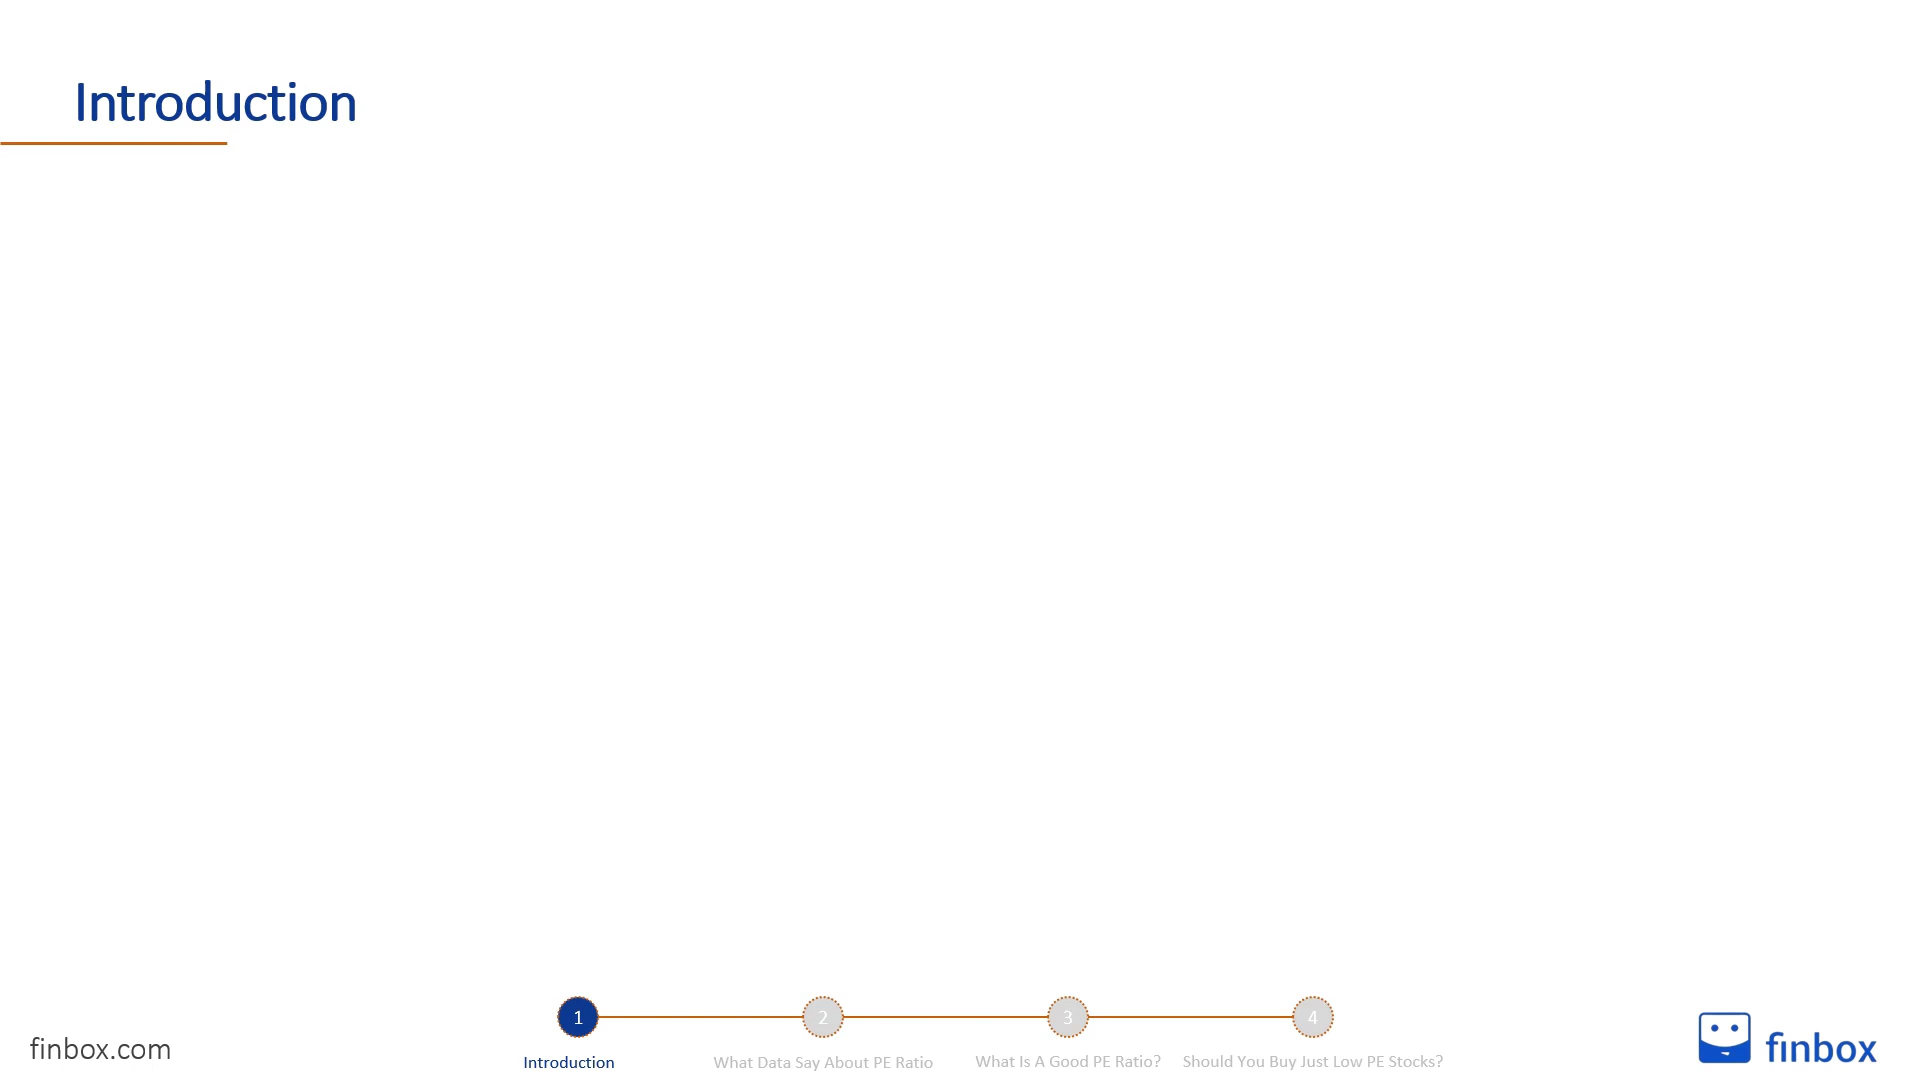 Introduction
1
2
3
4
Introduction
What Data Say About PE Ratio
What Is A Good PE Ratio?
Should You Buy Just Low PE Stocks?
finbox.com
finbox